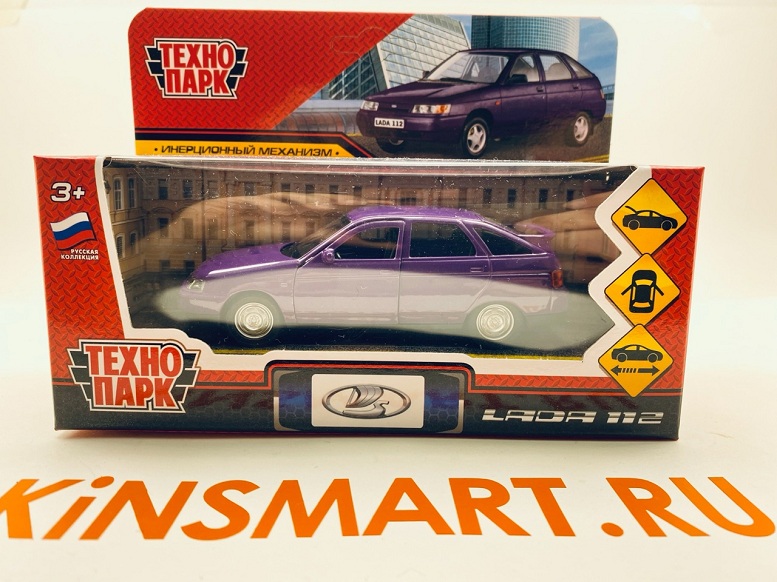 ТЕХНО
ПАРК
LADA 112
• ИНЕРЦИОННЫЙ МЕХАНИЗМ •
3+
РУССКАЯ
КОЛЛЕКЦИЯ
ТЕХНО
ПАРК
LADA 112
KiNSMART.RU